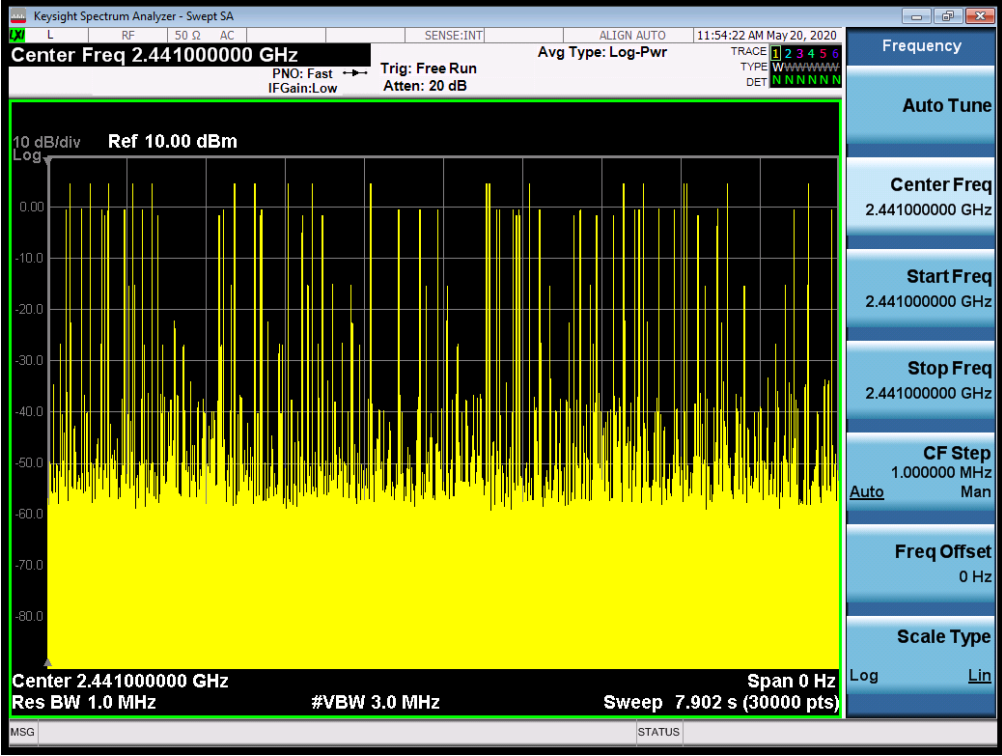 Keysight Spectrum Analyzer - Swept SA
LXI L RF 50 Ω AC SENSE:INT ALIGN AUTO 11:54:22 AM May 20, 2020
Center Freq 2.441000000 GHz
PNO: Fast
IFGain:Low
Trig: Free Run
Atten: 20 dB
Avg Type: Log-Pwr
TRACE 1 2 3 4 5 6
TYPE WWWWWW
DET N N N N N N
10 dB/div
Log
Ref 10.00 dBm
0.00
-10.0
-20.0
-30.0
-40.0
-50.0
-60.0
-70.0
-80.0
Center 2.441000000 GHz
Span 0 Hz
Res BW 1.0 MHz
#VBW 3.0 MHz
Sweep 7.902 s (30000 pts)
MSG
STATUS
Frequency
Auto Tune
Center Freq
2.441000000 GHz
Start Freq
2.441000000 GHz
Stop Freq
2.441000000 GHz
CF Step
1.000000 MHz
Auto Man
Freq Offset
0 Hz
Scale Type
Log Lin